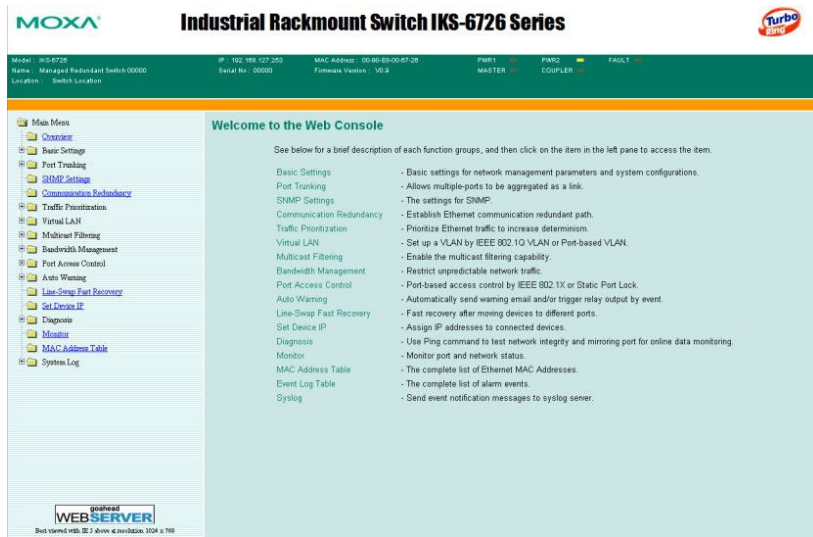 MOXA
Industrial Rackmount Switch IKS-6726 Series
Turbo Ring
Model : IKS-6726
Name : Managed Redundant Switch 00000
Location : Switch Location
IP : 192.168.127.253
Serial No : 00000
MAC Address : 00-90-E8-00-67-26
Firmware Version : V0.9
PWR1
MASTER
PWR2
COUPLER
FAULT
Main Menu
Overview
Basic Settings
Port Trunking
SNMP Settings
Communication Redundancy
Traffic Prioritization
Virtual LAN
Multicast Filtering
Bandwidth Management
Port Access Control
Auto Warning
Line-Swap Fast Recovery
Set Device IP
Diagnosis
Monitor
MAC Address Table
System Log
goahead
WEBSERVER
Best viewed with IE 5 above at resolution 1024 x 768
Welcome to the Web Console
See below for a brief description of each function groups, and then click on the item in the left pane to access the item.
Basic Settings - Basic settings for network management parameters and system configurations.
Port Trunking - Allows multiple-ports to be aggregated as a link.
SNMP Settings - The settings for SNMP.
Communication Redundancy - Establish Ethernet communication redundant path.
Traffic Prioritization - Prioritize Ethernet traffic to increase determinism.
Virtual LAN - Set up a VLAN by IEEE 802.1Q VLAN or Port-based VLAN.
Multicast Filtering - Enable the multicast filtering capability.
Bandwidth Management - Restrict unpredictable network traffic.
Port Access Control - Port-based access control by IEEE 802.1X or Static Port Lock.
Auto Warning - Automatically send warning email and/or trigger relay output by event.
Line-Swap Fast Recovery - Fast recovery after moving devices to different ports.
Set Device IP - Assign IP addresses to connected devices.
Diagnosis - Use Ping command to test network integrity and mirroring port for online data monitoring.
Monitor - Monitor port and network status.
MAC Address Table - The complete list of Ethernet MAC Addresses.
Event Log Table - The complete list of alarm events.
Syslog - Send event notification messages to syslog server.